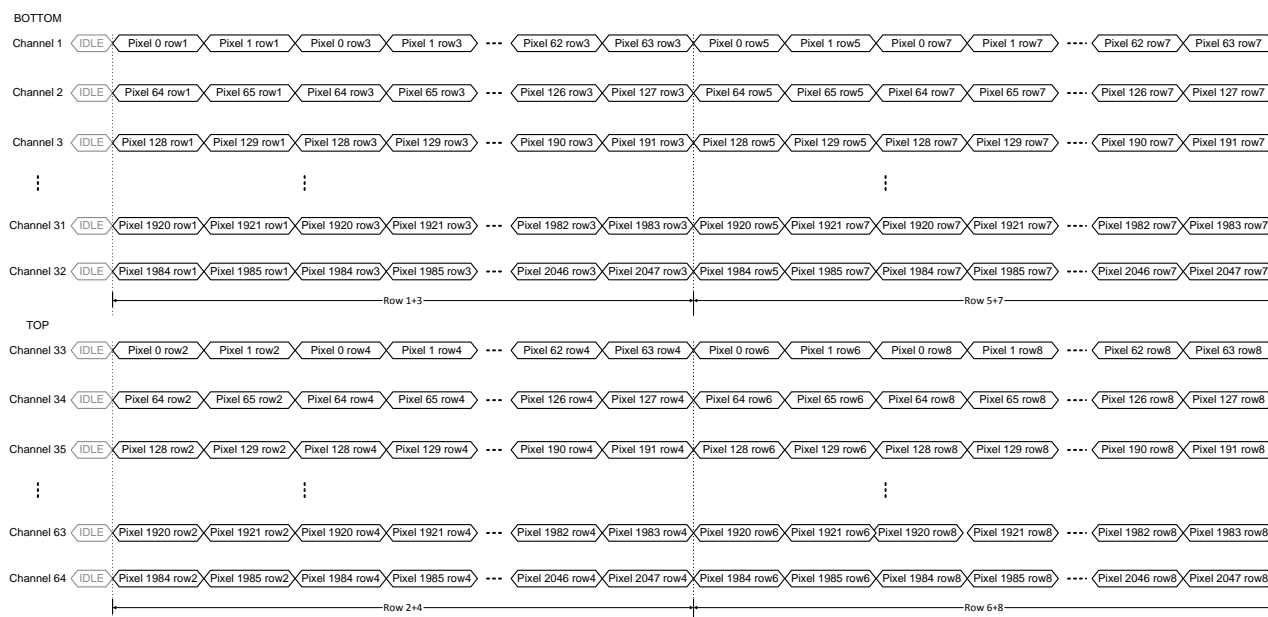 BOTTOM
Channel 1 IDLE Pixel 0 row1 Pixel 1 row1 Pixel 0 row3 Pixel 1 row3 Pixel 62 row3 Pixel 63 row3 Pixel 0 row5 Pixel 1 row5 Pixel 0 row7 Pixel 1 row7 Pixel 62 row7 Pixel 63 row7
Channel 2 IDLE Pixel 64 row1 Pixel 65 row1 Pixel 64 row3 Pixel 65 row3 Pixel 126 row3 Pixel 127 row3 Pixel 64 row5 Pixel 65 row5 Pixel 64 row7 Pixel 65 row7 Pixel 126 row7 Pixel 127 row7
Channel 3 IDLE Pixel 128 row1 Pixel 129 row1 Pixel 128 row3 Pixel 129 row3 Pixel 190 row3 Pixel 191 row3 Pixel 128 row5 Pixel 129 row5 Pixel 128 row7 Pixel 129 row7 Pixel 190 row7 Pixel 191 row7
Channel 31 IDLE Pixel 1920 row1 Pixel 1921 row1 Pixel 1920 row3 Pixel 1921 row3 Pixel 1982 row3 Pixel 1983 row3 Pixel 1920 row5 Pixel 1921 row7 Pixel 1920 row7 Pixel 1921 row7 Pixel 1982 row7 Pixel 1983 row7
Channel 32 IDLE Pixel 1984 row1 Pixel 1985 row1 Pixel 1984 row3 Pixel 1985 row3 Pixel 2046 row3 Pixel 2047 row3 Pixel 1984 row5 Pixel 1985 row7 Pixel 1984 row7 Pixel 1985 row7 Pixel 2046 row7 Pixel 2047 row7
Row 1+3 Row 5+7
TOP
Channel 33 IDLE Pixel 0 row2 Pixel 1 row2 Pixel 0 row4 Pixel 1 row4 Pixel 62 row4 Pixel 63 row4 Pixel 0 row6 Pixel 1 row6 Pixel 0 row8 Pixel 1 row8 Pixel 62 row8 Pixel 63 row8
Channel 34 IDLE Pixel 64 row2 Pixel 65 row2 Pixel 64 row4 Pixel 65 row4 Pixel 126 row4 Pixel 127 row4 Pixel 64 row6 Pixel 65 row6 Pixel 64 row8 Pixel 65 row8 Pixel 126 row8 Pixel 127 row8
Channel 35 IDLE Pixel 128 row2 Pixel 129 row2 Pixel 128 row4 Pixel 129 row4 Pixel 190 row4 Pixel 191 row4 Pixel 128 row6 Pixel 129 row6 Pixel 128 row8 Pixel 129 row8 Pixel 190 row8 Pixel 191 row8
Channel 63 IDLE Pixel 1920 row2 Pixel 1921 row2 Pixel 1920 row4 Pixel 1921 row4 Pixel 1982 row4 Pixel 1983 row4 Pixel 1920 row6 Pixel 1921 row6 Pixel 1920 row8 Pixel 1921 row8 Pixel 1982 row8 Pixel 1983 row8
Channel 64 IDLE Pixel 1984 row2 Pixel 1985 row2 Pixel 1984 row4 Pixel 1985 row4 Pixel 2046 row4 Pixel 2047 row4 Pixel 1984 row6 Pixel 1985 row6 Pixel 1984 row8 Pixel 1985 row8 Pixel 2046 row8 Pixel 2047 row8
Row 2+4 Row 6+8